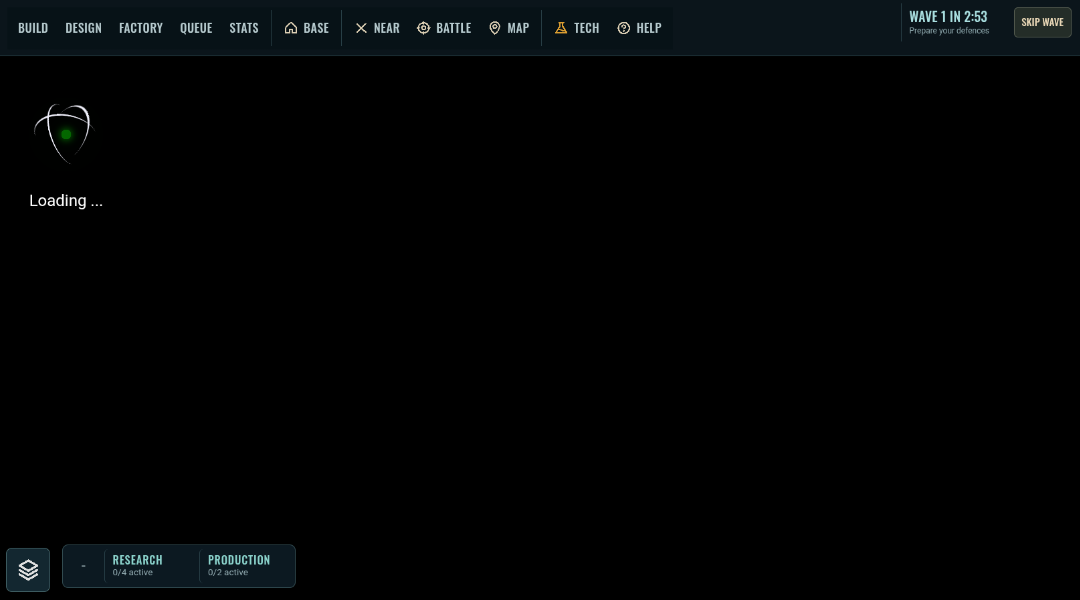 BUILD DESIGN FACTORY QUEUE STATS BASE NEAR BATTLE MAP TECH HELP
WAVE 1 IN 2:53
Prepare your defences
SKIP WAVE
Loading ...
-
RESEARCH
0/4 active
PRODUCTION
0/2 active